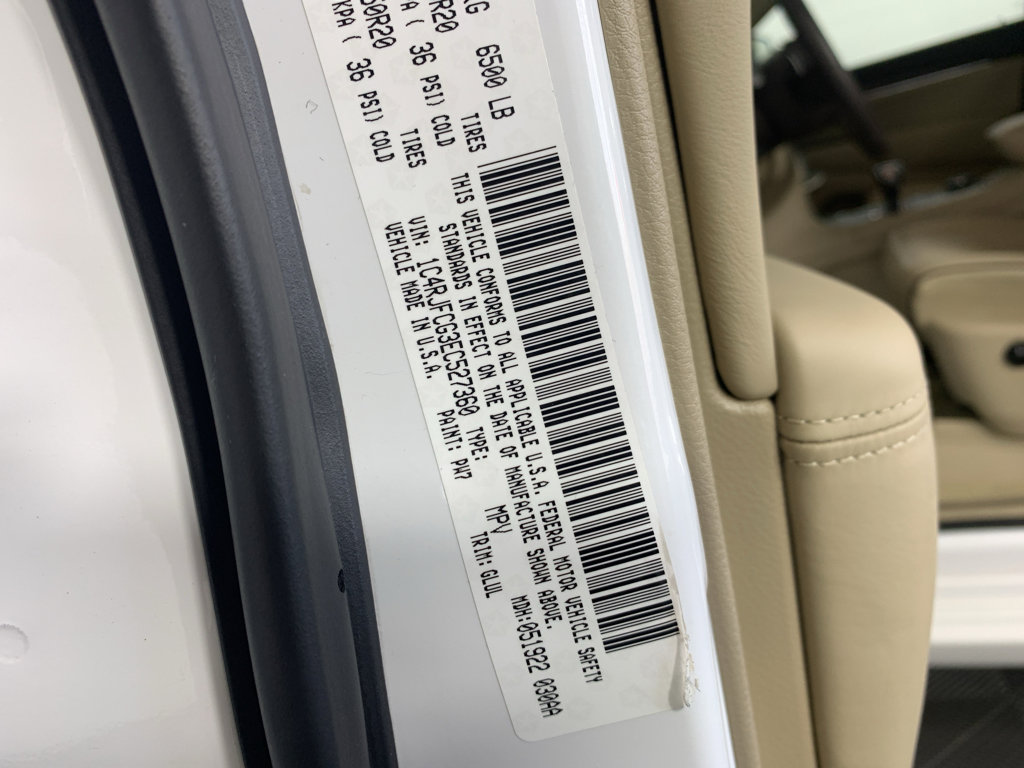 KG 6500 LB
R20 TIRES
A ( 36 PSI) COLD
50R20 TIRES
KPA ( 36 PSI) COLD
THIS VEHICLE CONFORMS TO ALL APPLICABLE U.S.A. FEDERAL MOTOR VEHICLE SAFETY
STANDARDS IN EFFECT ON THE DATE OF MANUFACTURE SHOWN ABOVE.
VIN: 1C4RJFCG3EC527360 TYPE: MPV MDH:051922 030AA
VEHICLE MADE IN U.S.A. PAINT: PW7 TRIM: GLUL